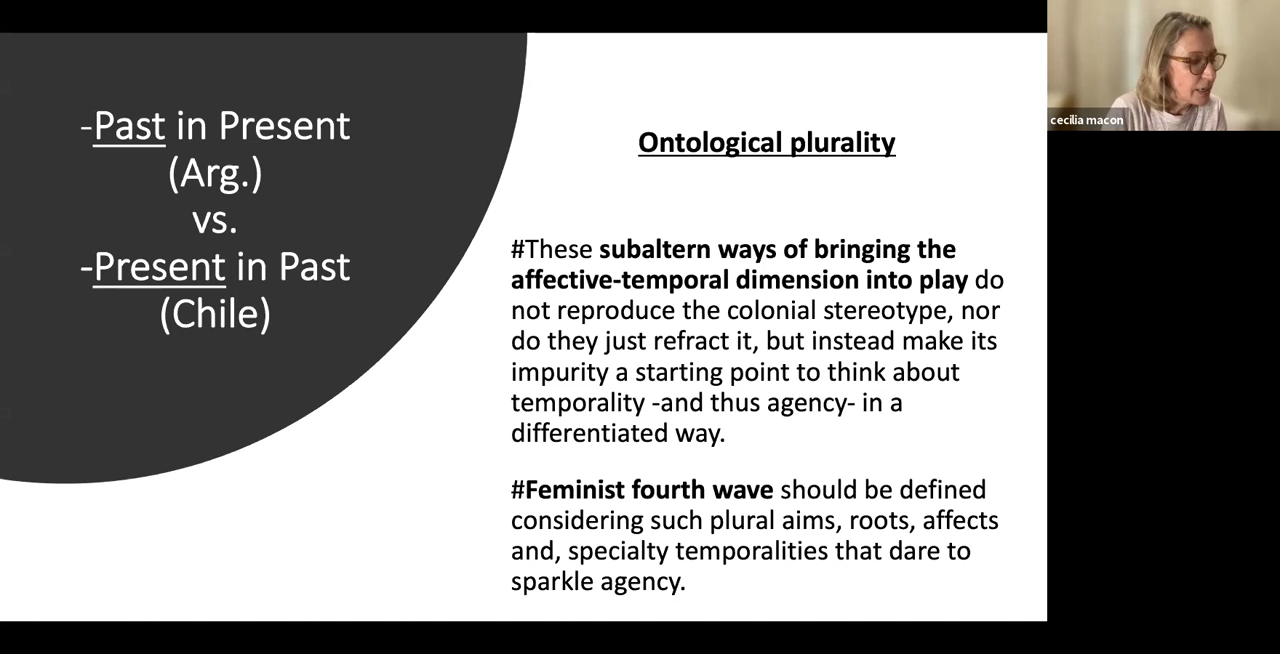 -Past in Present
(Arg.)
vs.
-Present in Past
(Chile)
Ontological plurality
#These subaltern ways of bringing the
affective-temporal dimension into play do
not reproduce the colonial stereotype, nor
do they just refract it, but instead make its
impurity a starting point to think about
temporality -and thus agency- in a
differentiated way.
#Feminist fourth wave should be defined
considering such plural aims, roots, affects
and, specialty temporalities that dare to
sparkle agency.
cecilia macon